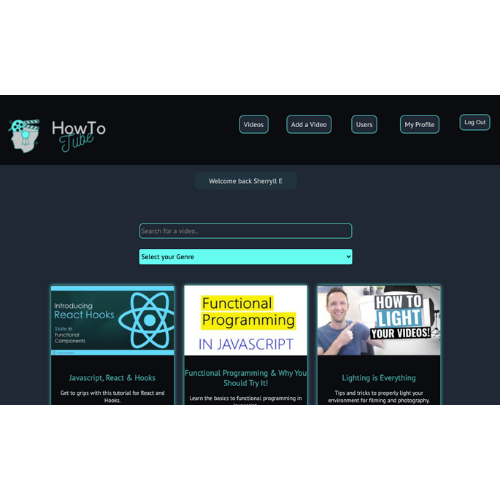 HowTo
Tube
Videos
Add a Video
Users
My Profile
Log Out
Welcome back Sherryll E
Search for a video..
Select your Genre
Introducing
React Hooks
State in
Functional
Components
Functional
Programming
IN JAVASCRIPT
HOW TO
LIGHT
YOUR VIDEOS!
Javascript, React & Hooks
Get to grips with this tutorial for React and
Hooks.
Functional Programming & Why You
Should Try It!
Learn the basics to functional programming in
Lighting is Everything
Tips and tricks to properly light your
environment for filming and photography.